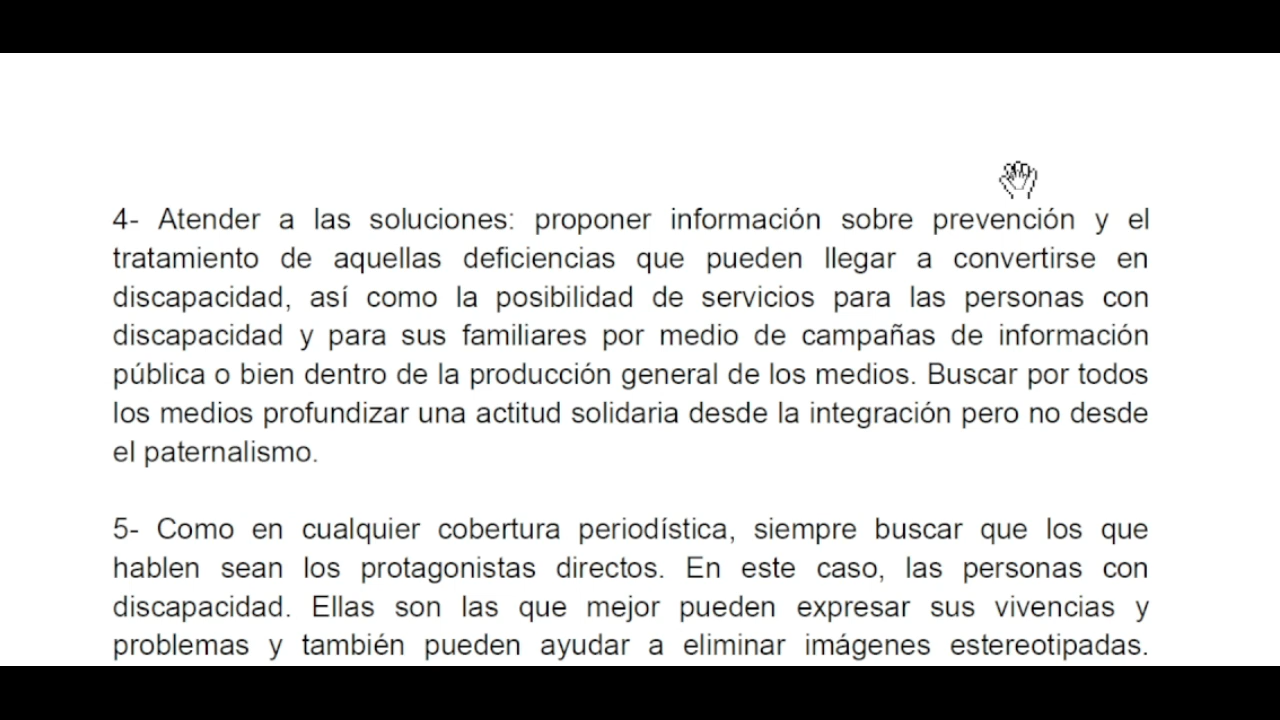 4- Atender a las soluciones: proponer información sobre prevención y el
tratamiento de aquellas deficiencias que pueden llegar a convertirse en
discapacidad, así como la posibilidad de servicios para las personas con
discapacidad y para sus familiares por medio de campañas de información
pública o bien dentro de la producción general de los medios. Buscar por todos
los medios profundizar una actitud solidaria desde la integración pero no desde
el paternalismo.
5- Como en cualquier cobertura periodística, siempre buscar que los que
hablen sean los protagonistas directos. En este caso, las personas con
discapacidad. Ellas son las que mejor pueden expresar sus vivencias y
problemas y también pueden ayudar a eliminar imágenes estereotipadas.